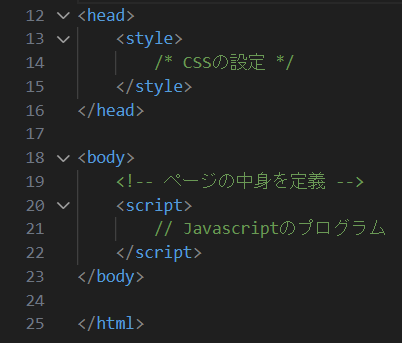 12 <head>
13 <style>
14 /* CSSの設定 */
15 </style>
16 </head>
17
18 <body>
19 <!-- ページの中身を定義 -->
20 <script>
21 // Javascriptのプログラム
22 </script>
23 </body>
24
25 </html>